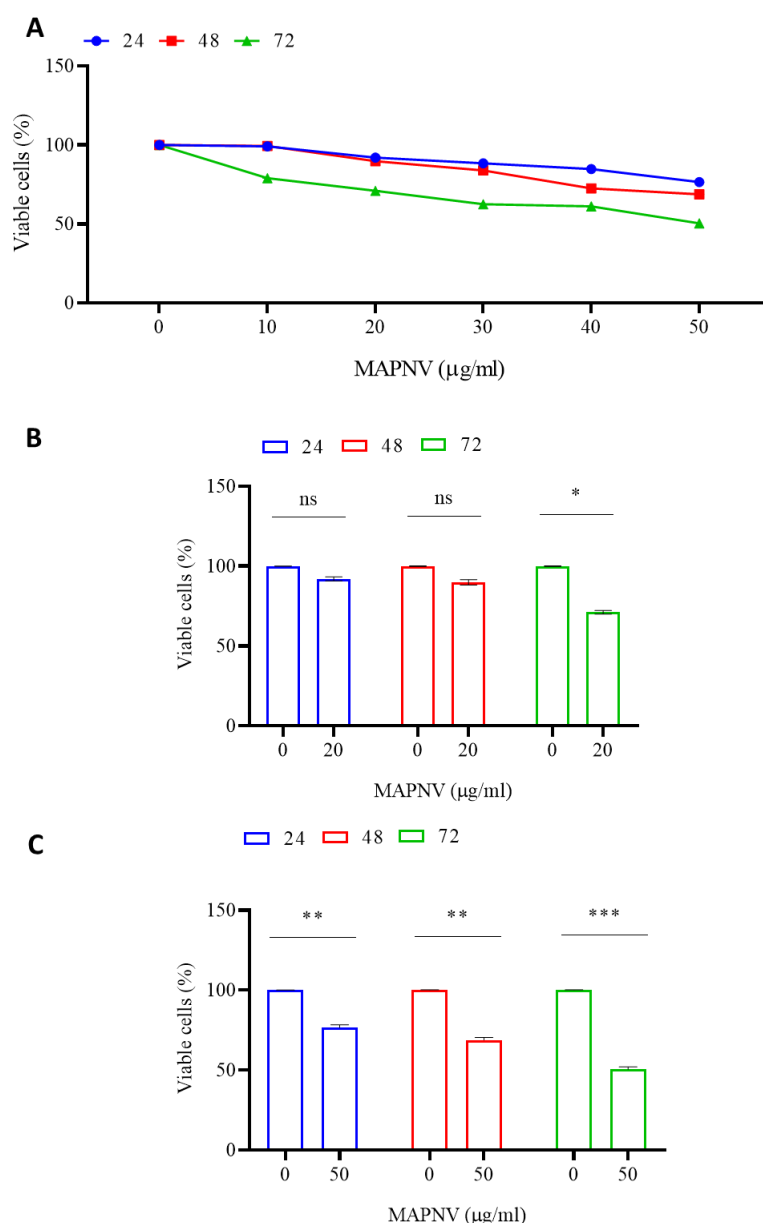 A
24 48 72
150
100
50
0
Viable cells (%)
0 10 20 30 40 50
MAPNV (μg/ml)
B
24 48 72
150
100
50
0
Viable cells (%)
ns ns *
0 20 0 20 0 20
MAPNV (μg/ml)
C
24 48 72
150
100
50
0
Viable cells (%)
** ** ***
0 50 0 50 0 50
MAPNV (μg/ml)